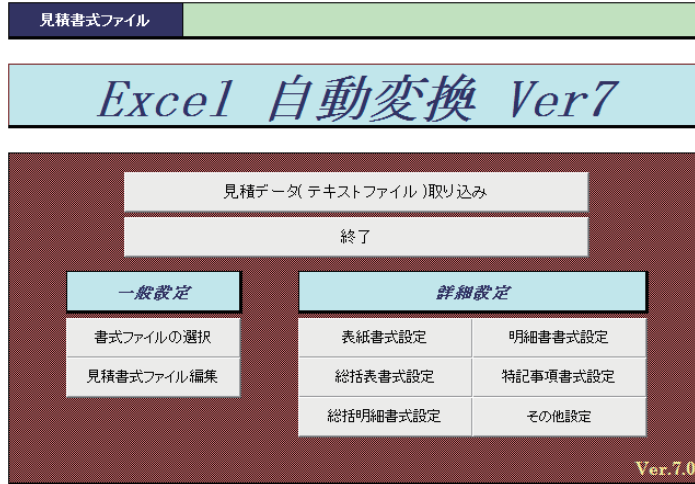 見積書式ファイル
Excel 自動変換 Ver7
見積データ(テキストファイル)取り込み
終了
一般設定
詳細設定
書式ファイルの選択
表紙書式設定
明細書書式設定
見積書式ファイル編集
総括表書式設定
特記事項書式設定
総括明細書式設定
その他設定
Ver.7.0